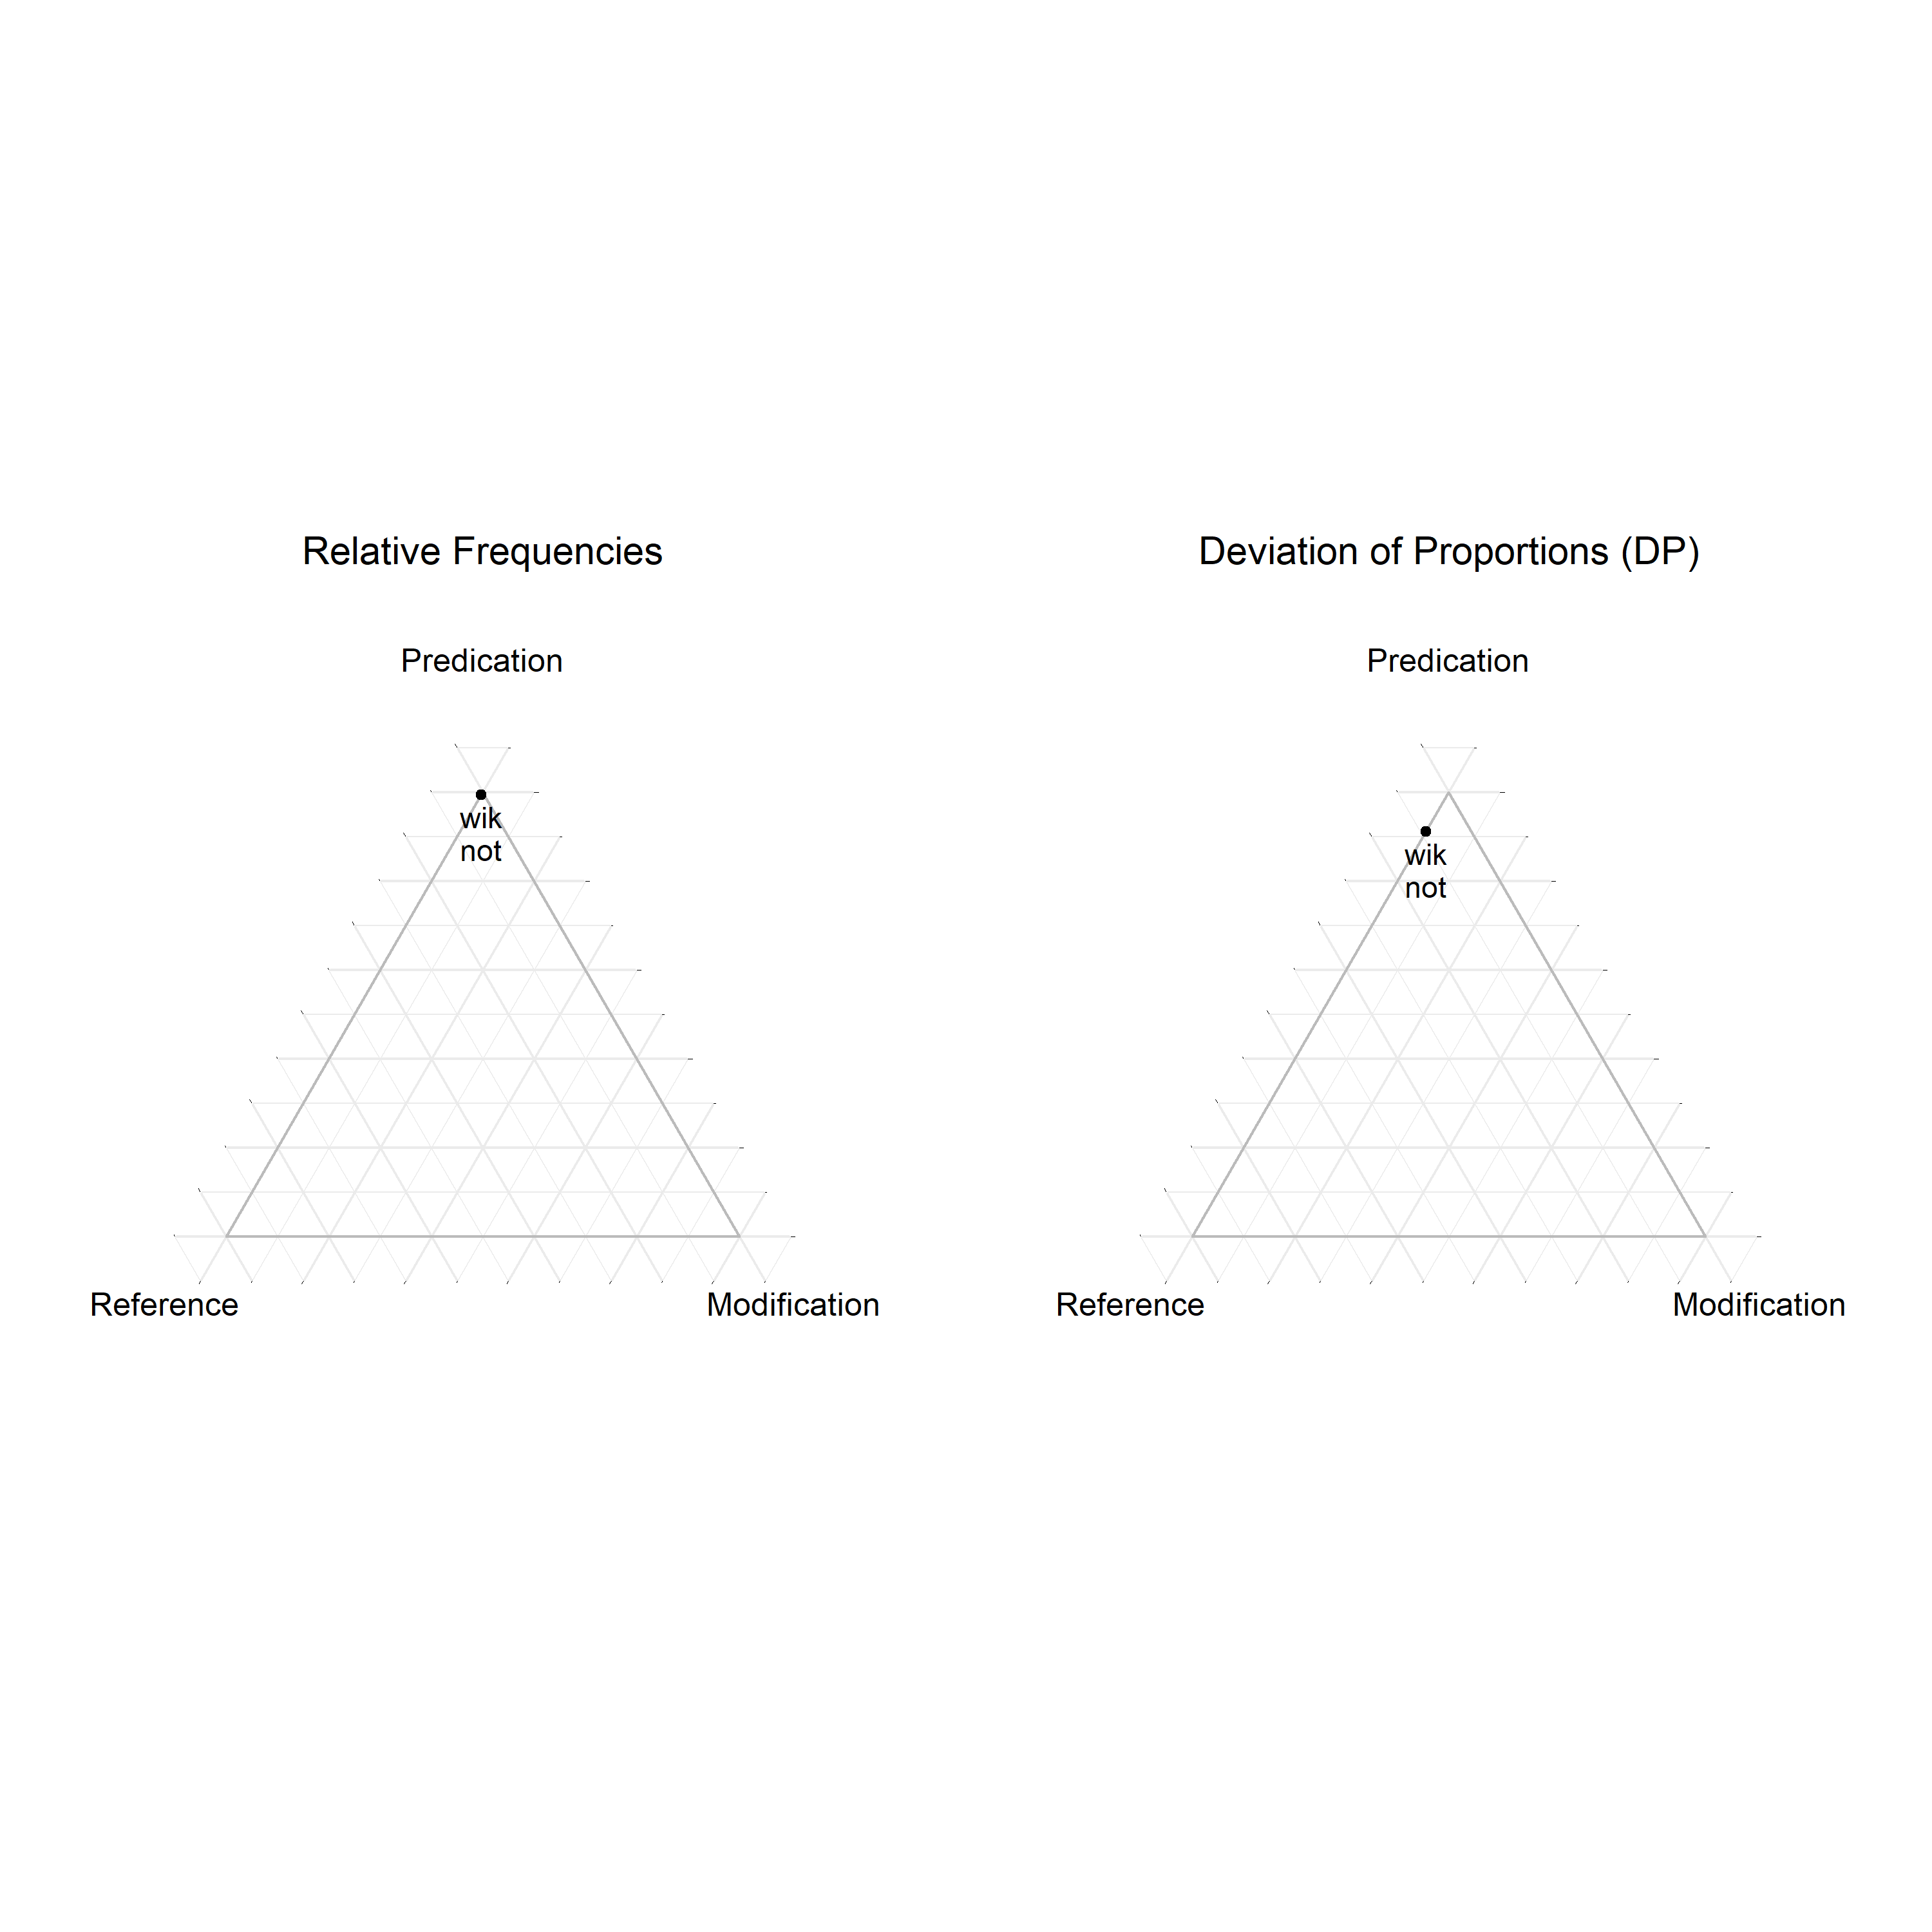 Relative Frequencies
Predication
wik
not
Reference
Modification
Deviation of Proportions (DP)
Predication
wik
not
Reference
Modification